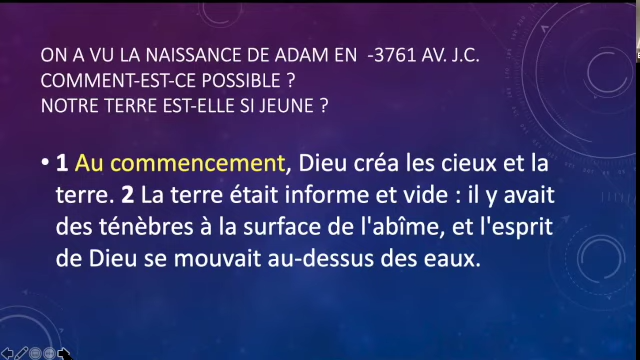 ON A VU LA NAISSANCE DE ADAM EN -3761 AV. J.C.
COMMENT-EST-CE POSSIBLE ?
NOTRE TERRE EST-ELLE SI JEUNE ?
• 1 Au commencement, Dieu créa les cieux et la
terre. 2 La terre était informe et vide : il y avait
des ténèbres à la surface de l'abîme, et l'esprit
de Dieu se mouvait au-dessus des eaux.